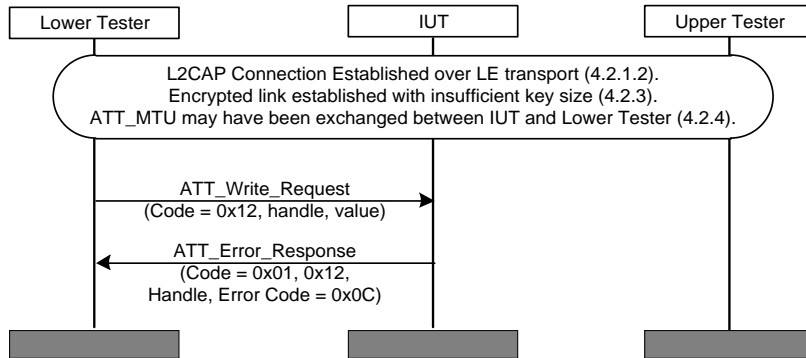 Lower Tester
IUT
Upper Tester
L2CAP Connection Established over LE transport (4.2.1.2).
Encrypted link established with insufficient key size (4.2.3).
ATT_MTU may have been exchanged between IUT and Lower Tester (4.2.4).
ATT_Write_Request
(Code = 0x12, handle, value)
ATT_Error_Response
(Code = 0x01, 0x12,
Handle, Error Code = 0x0C)